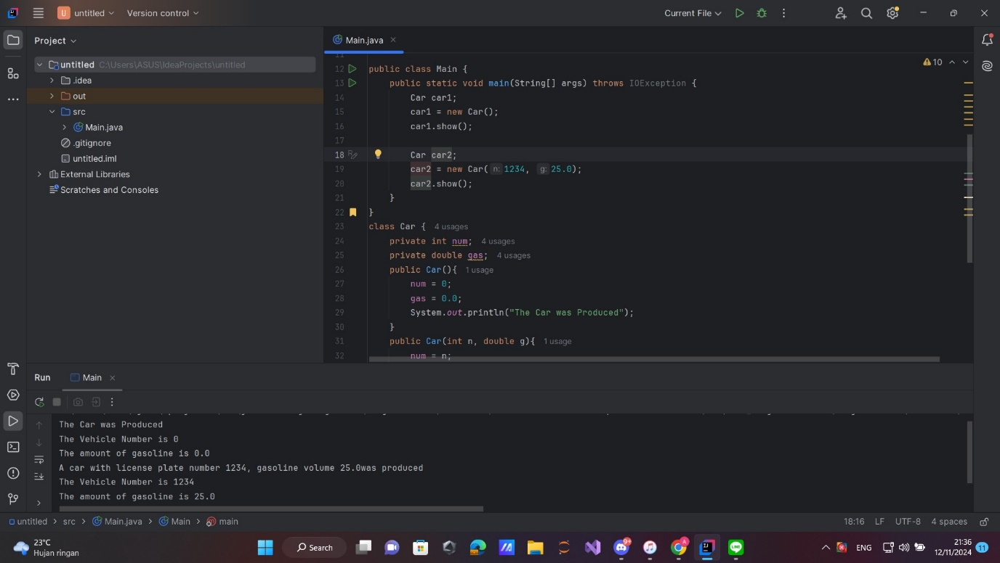 U untitled Version control Current File
Project
Main.java
untitled C:\Users\ASUS\IdeaProjects\untitled
.idea
out
src
Main.java
.gitignore
untitled.iml
External Libraries
Scratches and Consoles
10
11
12 public class Main {
13 public static void main(String[] args) throws IOException {
14 Car car1;
15 car1 = new Car();
16 car1.show();
17
18 Car car2;
19 car2 = new Car( n: 1234, g: 25.0);
20 car2.show();
21 }
22 }
23 class Car { 4 usages
24 private int num; 4 usages
25 private double gas; 4 usages
26 public Car(){ 1 usage
27 num = 0;
28 gas = 0.0;
29 System.out.println("The Car was Produced");
30 }
31 public Car(int n, double g){ 1 usage
32 num = n;
Run Main
The Car was Produced
The Vehicle Number is 0
The amount of gasoline is 0.0
A car with license plate number 1234, gasoline volume 25.0was produced
The Vehicle Number is 1234
The amount of gasoline is 25.0
untitled > src > Main.java > Main > main 18:16 LF UTF-8 4 spaces
23°C
Hujan ringan
Search
ENG
21:36
12/11/2024
11